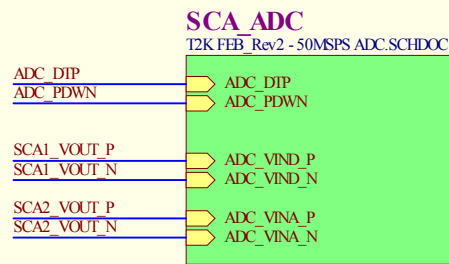 SCA_ADC
T2K FEB_Rev2 - 50MSPS ADC.SCHDOC
ADC_DTP
ADC_DTP
ADC_PDWN
ADC_PDWN
SCA1_VOUT_P
ADC_VIND_P
SCA1_VOUT_N
ADC_VIND_N
SCA2_VOUT_P
ADC_VINA_P
SCA2_VOUT_N
ADC_VINA_N